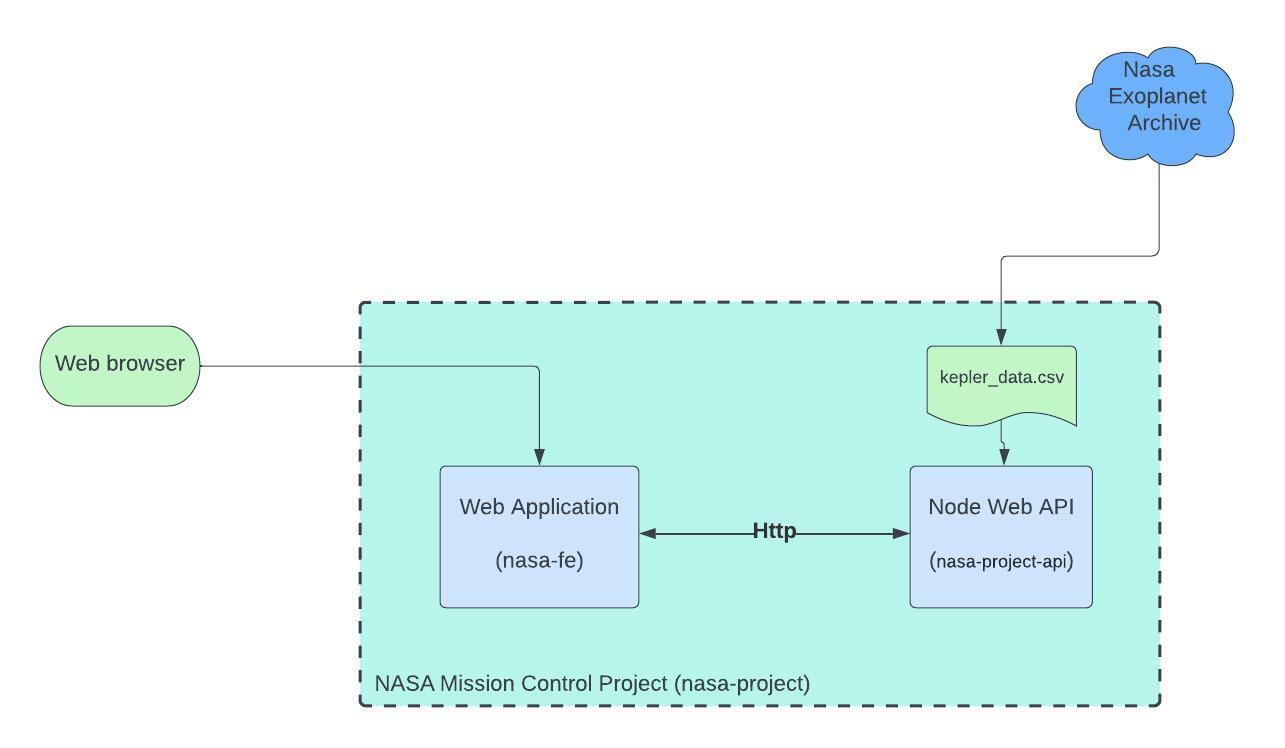 Nasa
Exoplanet
Archive
Web browser
kepler_data.csv
Web Application
(nasa-fe)
Http
Node Web API
(nasa-project-api)
NASA Mission Control Project (nasa-project)